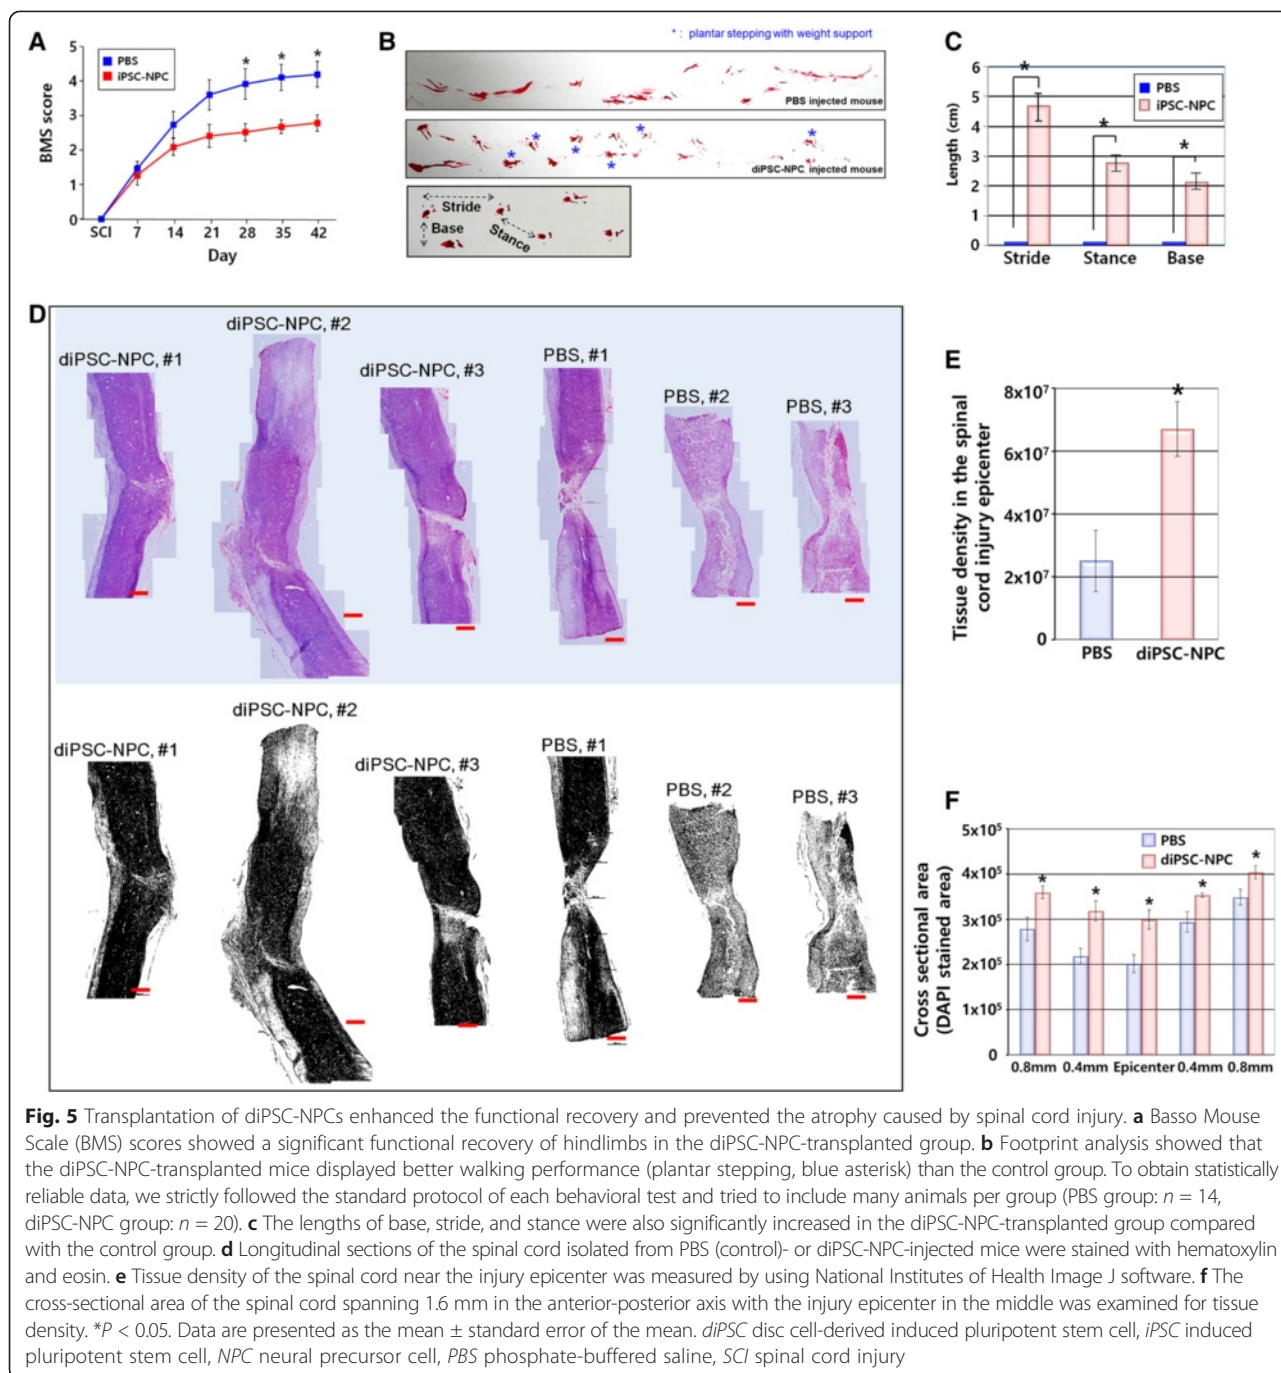 A
BMS score
5
4
3
2
1
0
PBS
iPSC-NPC
*
*
*
SCI 7 14 21 28 35 42
Day
B
* : plantar stepping with weight support
PBS injected mouse
* * * * * *
diPSC-NPC injected mouse
Stride
Base
Stance
C
Length (cm)
6
5
4
3
2
1
0
PBS
iPSC-NPC
* * *
Stride Stance Base
D
diPSC-NPC, #1
diPSC-NPC, #2
diPSC-NPC, #3
PBS, #1
PBS, #2
PBS, #3
diPSC-NPC, #1
diPSC-NPC, #2
diPSC-NPC, #3
PBS, #1
PBS, #2
PBS, #3
E
Tissue density in the spinal
cord injury epicenter
8x10⁷
6x10⁷
4x10⁷
2x10⁷
0
*
PBS diPSC-NPC
F
Cross sectional area
(DAPI stained area)
5x10⁵
4x10⁵
3x10⁵
2x10⁵
1x10⁵
0
PBS
diPSC-NPC
* * * * *
0.8mm 0.4mm Epicenter 0.4mm 0.8mm
Fig. 5 Transplantation of diPSC-NPCs enhanced the functional recovery and prevented the atrophy caused by spinal cord injury. a Basso Mouse
Scale (BMS) scores showed a significant functional recovery of hindlimbs in the diPSC-NPC-transplanted group. b Footprint analysis showed that
the diPSC-NPC-transplanted mice displayed better walking performance (plantar stepping, blue asterisk) than the control group. To obtain statistically
reliable data, we strictly followed the standard protocol of each behavioral test and tried to include many animals per group (PBS group: n = 14,
diPSC-NPC group: n = 20). c The lengths of base, stride, and stance were also significantly increased in the diPSC-NPC-transplanted group compared
with the control group. d Longitudinal sections of the spinal cord isolated from PBS (control)- or diPSC-NPC-injected mice were stained with hematoxylin
and eosin. e Tissue density of the spinal cord near the injury epicenter was measured by using National Institutes of Health Image J software. f The
cross-sectional area of the spinal cord spanning 1.6 mm in the anterior-posterior axis with the injury epicenter in the middle was examined for tissue
density. *P < 0.05. Data are presented as the mean ± standard error of the mean. diPSC disc cell-derived induced pluripotent stem cell, iPSC induced
pluripotent stem cell, NPC neural precursor cell, PBS phosphate-buffered saline, SCI spinal cord injury